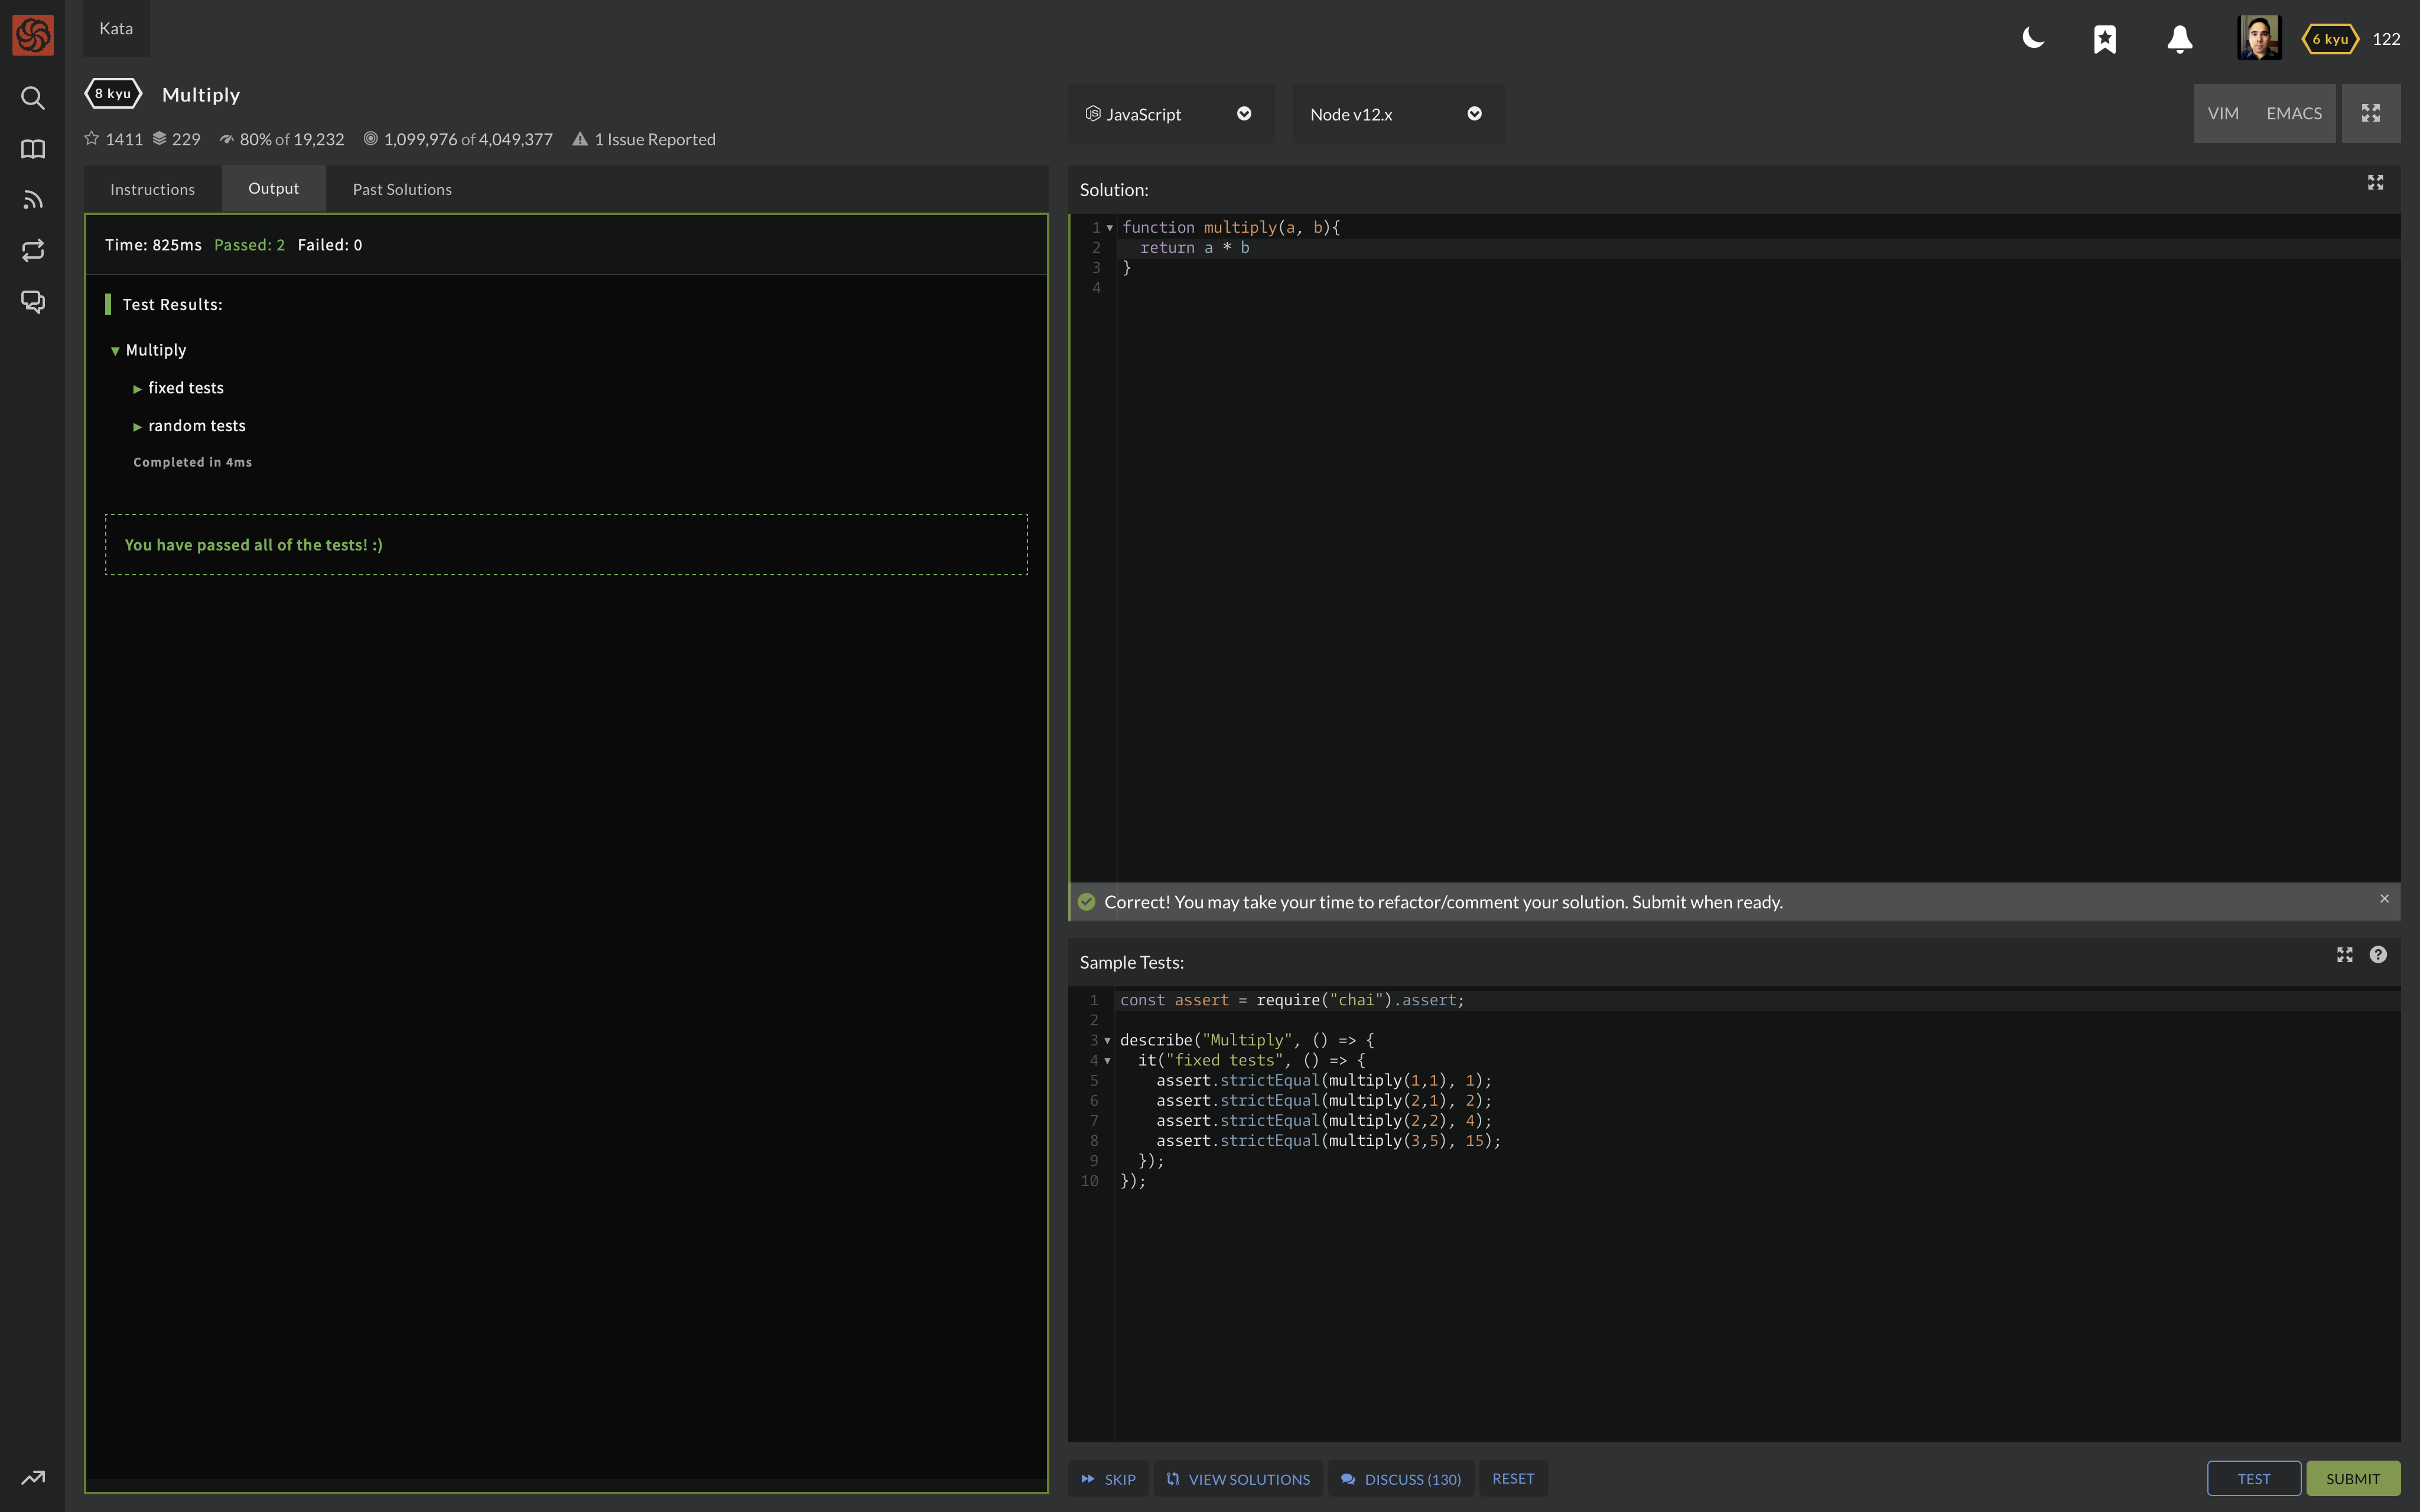 Kata
6 kyu 122
8 kyu Multiply
1411 229 80% of 19,232 1,099,976 of 4,049,377 1 Issue Reported
JavaScript Node v12.x VIM EMACS
Instructions Output Past Solutions
Time: 825ms Passed: 2 Failed: 0
Test Results:
Multiply
fixed tests
random tests
Completed in 4ms
You have passed all of the tests! :)
Solution:
1 function multiply(a, b){
2   return a * b
3 }
4
Correct! You may take your time to refactor/comment your solution. Submit when ready.
Sample Tests:
1 const assert = require("chai").assert;
2
3 describe("Multiply", () => {
4   it("fixed tests", () => {
5     assert.strictEqual(multiply(1,1), 1);
6     assert.strictEqual(multiply(2,1), 2);
7     assert.strictEqual(multiply(2,2), 4);
8     assert.strictEqual(multiply(3,5), 15);
9   });
10 });
SKIP VIEW SOLUTIONS DISCUSS (130) RESET TEST SUBMIT